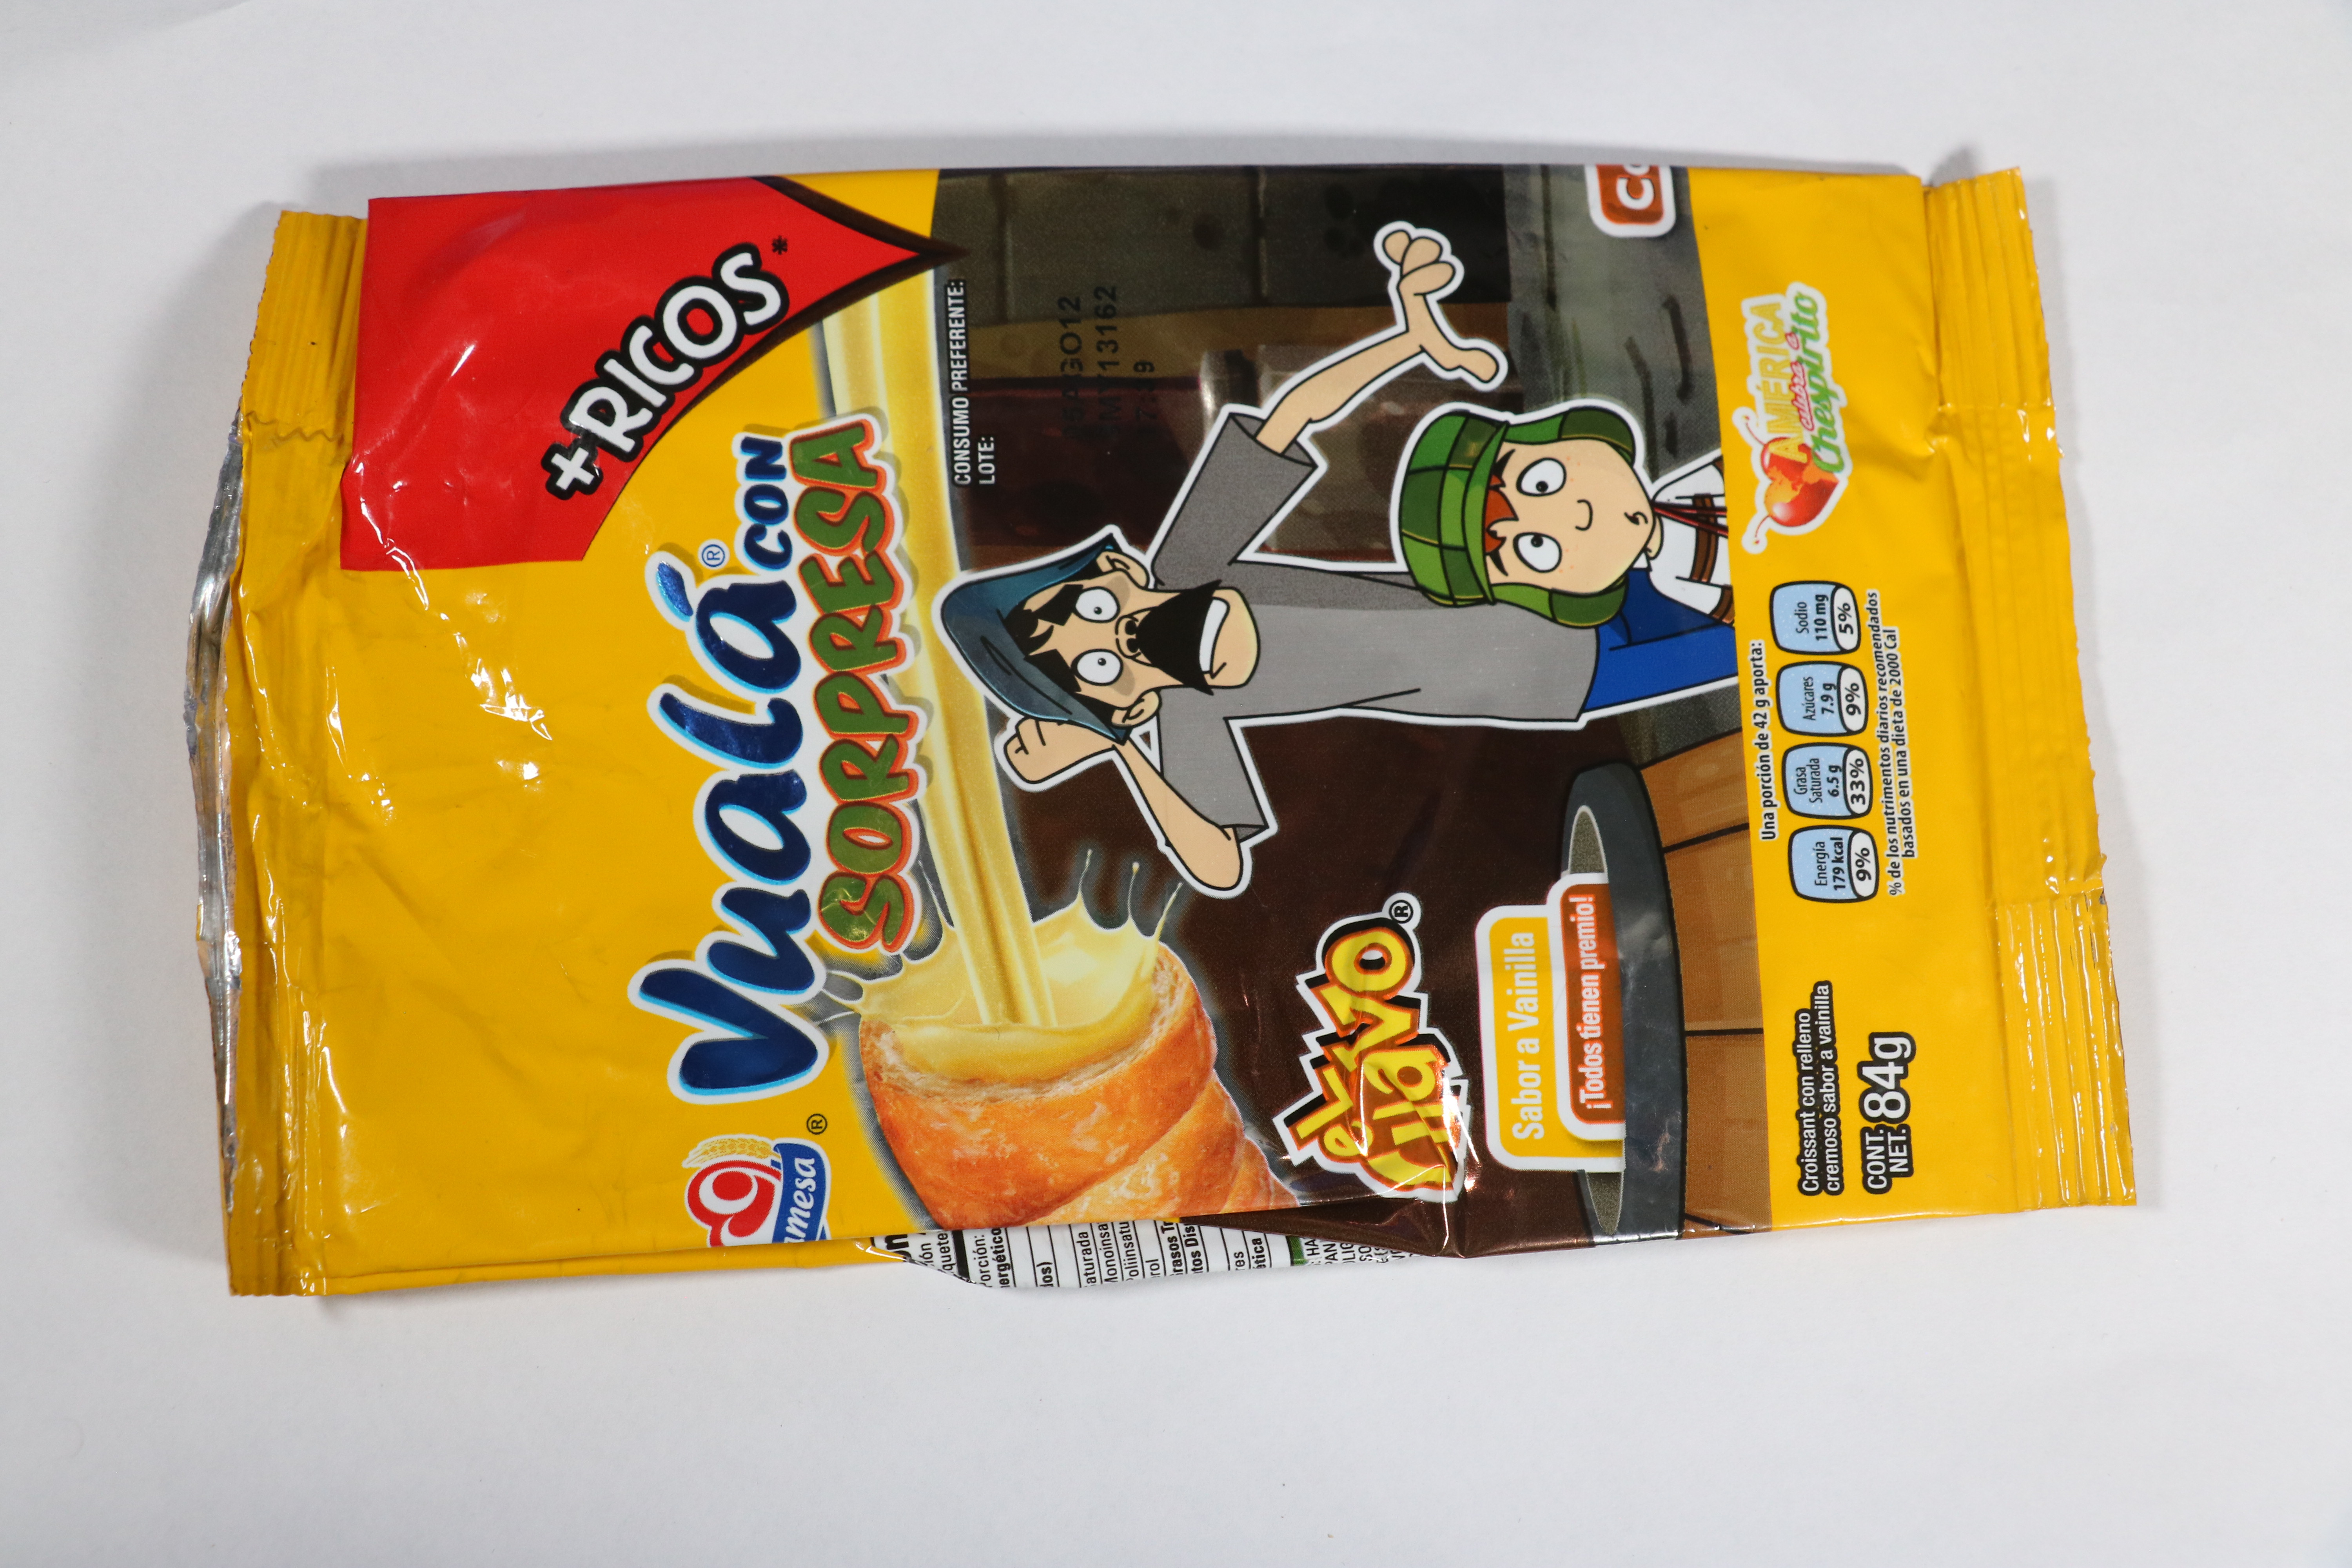 +RICOS*
Vualá® CON
SORPRESA
amesa®
CONSUMO PREFERENTE:
LOTE:
el
Chavo®
Sabor a Vainilla
¡Todos tienen premio!
CO
AMÉRICA
celebra a
Chespirito
Una porción de 42 g aporta:
Energía
179 kcal
9%
Grasa
Saturada
6.5 g
33%
Azúcares
7.9 g
9%
Sodio
110 mg
5%
% de los nutrimentos diarios recomendados
basados en una dieta de 2000 Cal
Croissant con relleno
cremoso sabor a vainilla
CONT.
NET. 84g